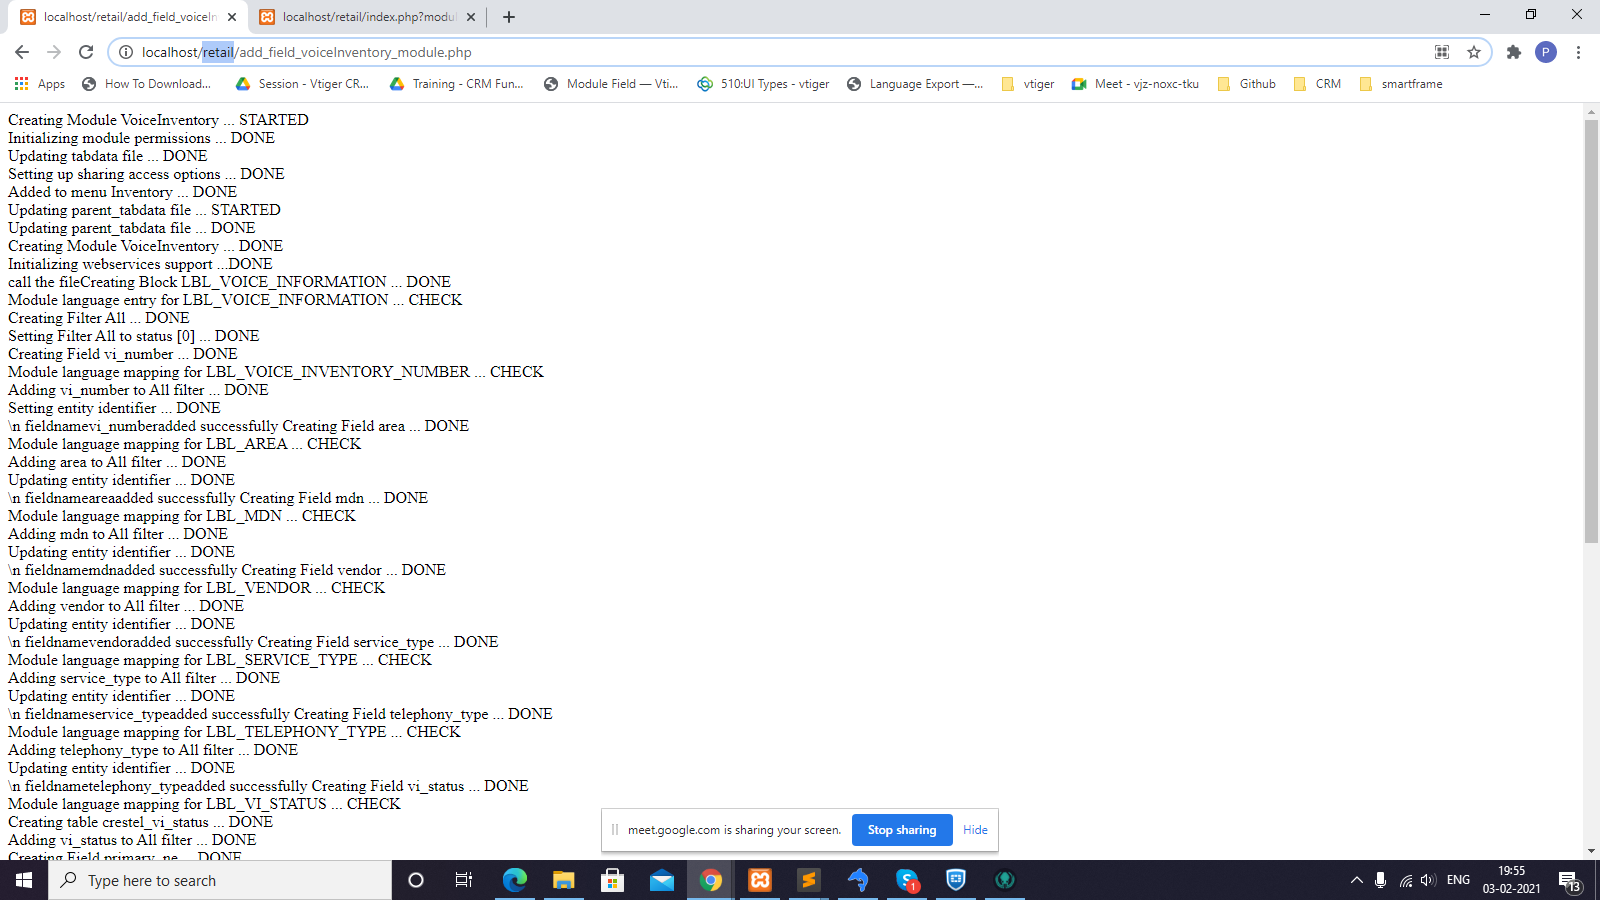 localhost/retail/add_field_voiceIn
localhost/retail/index.php?modul
localhost/retail/add_field_voiceInventory_module.php
P
Apps
How To Download...
Session - Vtiger CR...
Training - CRM Fun...
Module Field — Vti...
510:UI Types - vtiger
Language Export —...
vtiger
Meet - vjz-noxc-tku
Github
CRM
smartframe
Creating Module VoiceInventory ... STARTED
Initializing module permissions ... DONE
Updating tabdata file ... DONE
Setting up sharing access options ... DONE
Added to menu Inventory ... DONE
Updating parent_tabdata file ... STARTED
Updating parent_tabdata file ... DONE
Creating Module VoiceInventory ... DONE
Initializing webservices support ...DONE
call the fileCreating Block LBL_VOICE_INFORMATION ... DONE
Module language entry for LBL_VOICE_INFORMATION ... CHECK
Creating Filter All ... DONE
Setting Filter All to status [0] ... DONE
Creating Field vi_number ... DONE
Module language mapping for LBL_VOICE_INVENTORY_NUMBER ... CHECK
Adding vi_number to All filter ... DONE
Setting entity identifier ... DONE
\n fieldnamevi_numberadded successfully Creating Field area ... DONE
Module language mapping for LBL_AREA ... CHECK
Adding area to All filter ... DONE
Updating entity identifier ... DONE
\n fieldnameareaadded successfully Creating Field mdn ... DONE
Module language mapping for LBL_MDN ... CHECK
Adding mdn to All filter ... DONE
Updating entity identifier ... DONE
\n fieldnamemdnadded successfully Creating Field vendor ... DONE
Module language mapping for LBL_VENDOR ... CHECK
Adding vendor to All filter ... DONE
Updating entity identifier ... DONE
\n fieldnamevendoradded successfully Creating Field service_type ... DONE
Module language mapping for LBL_SERVICE_TYPE ... CHECK
Adding service_type to All filter ... DONE
Updating entity identifier ... DONE
\n fieldnameservice_typeadded successfully Creating Field telephony_type ... DONE
Module language mapping for LBL_TELEPHONY_TYPE ... CHECK
Adding telephony_type to All filter ... DONE
Updating entity identifier ... DONE
\n fieldnametelephony_typeadded successfully Creating Field vi_status ... DONE
Module language mapping for LBL_VI_STATUS ... CHECK
Creating table crestel_vi_status ... DONE
Adding vi_status to All filter ... DONE
Creating Field primary_ne ... DONE
meet.google.com is sharing your screen.
Stop sharing
Hide
Type here to search
S
1
ENG
19:55
03-02-2021
13